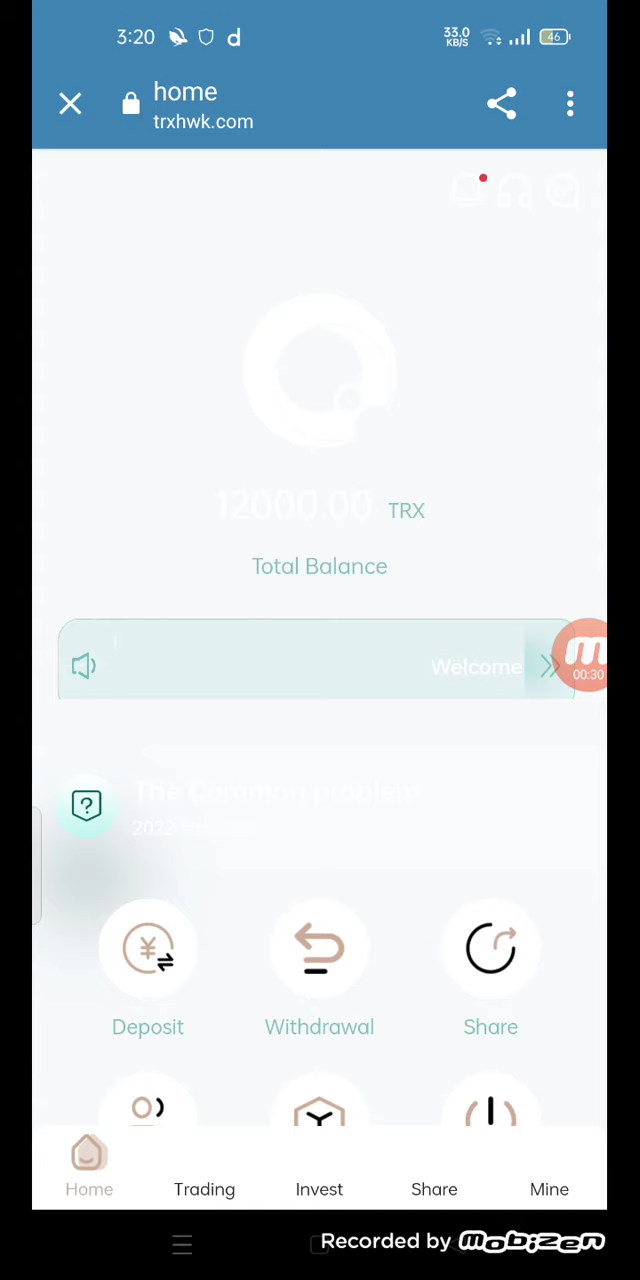 3:20
33.0
KB/S
46
home
trxhwk.com
12000.00 TRX
Total Balance
Welcome
00:30
The Common problem
2022
Deposit
Withdrawal
Share
Home
Trading
Invest
Share
Mine
Recorded by mobizen